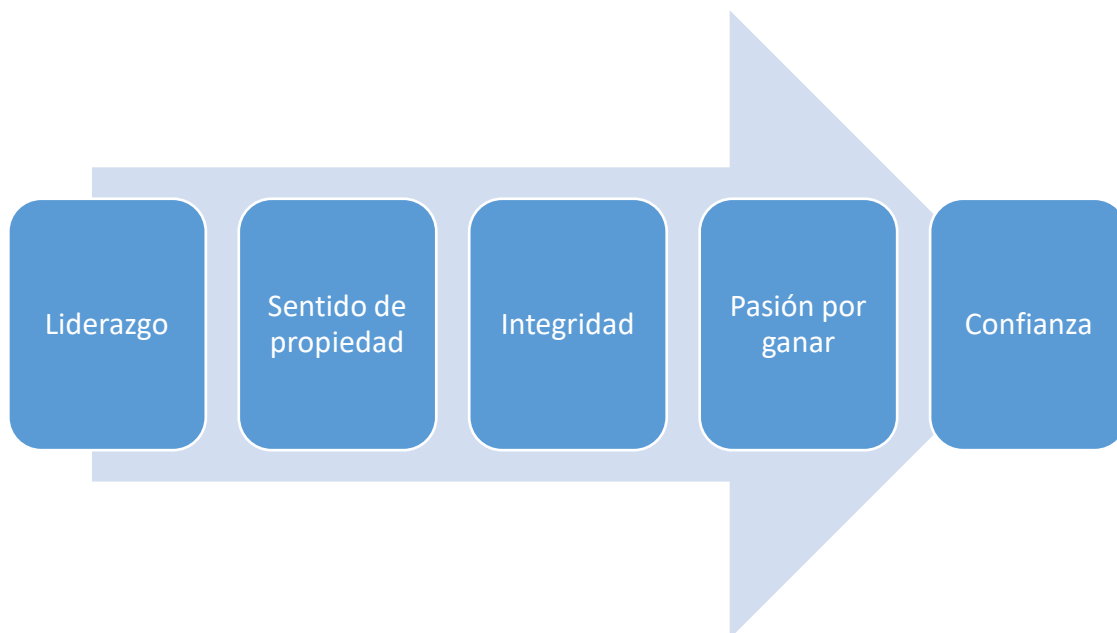 Liderazgo
Sentido de
propiedad
Integridad
Pasión por
ganar
Confianza